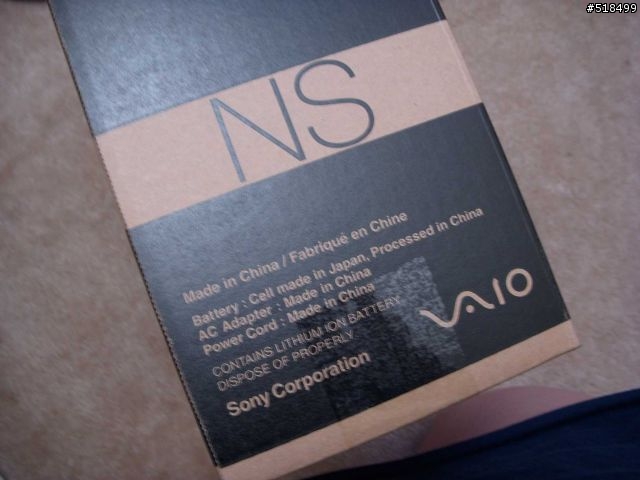 #518499
NS
Made in China / Fabriqué en Chine
Battery : Cell made in Japan, Processed in China
AC Adapter : Made in China
Power Cord : Made in China
CONTAINS LITHIUM ION BATTERY
DISPOSE OF PROPERLY
Sony Corporation
VAIO